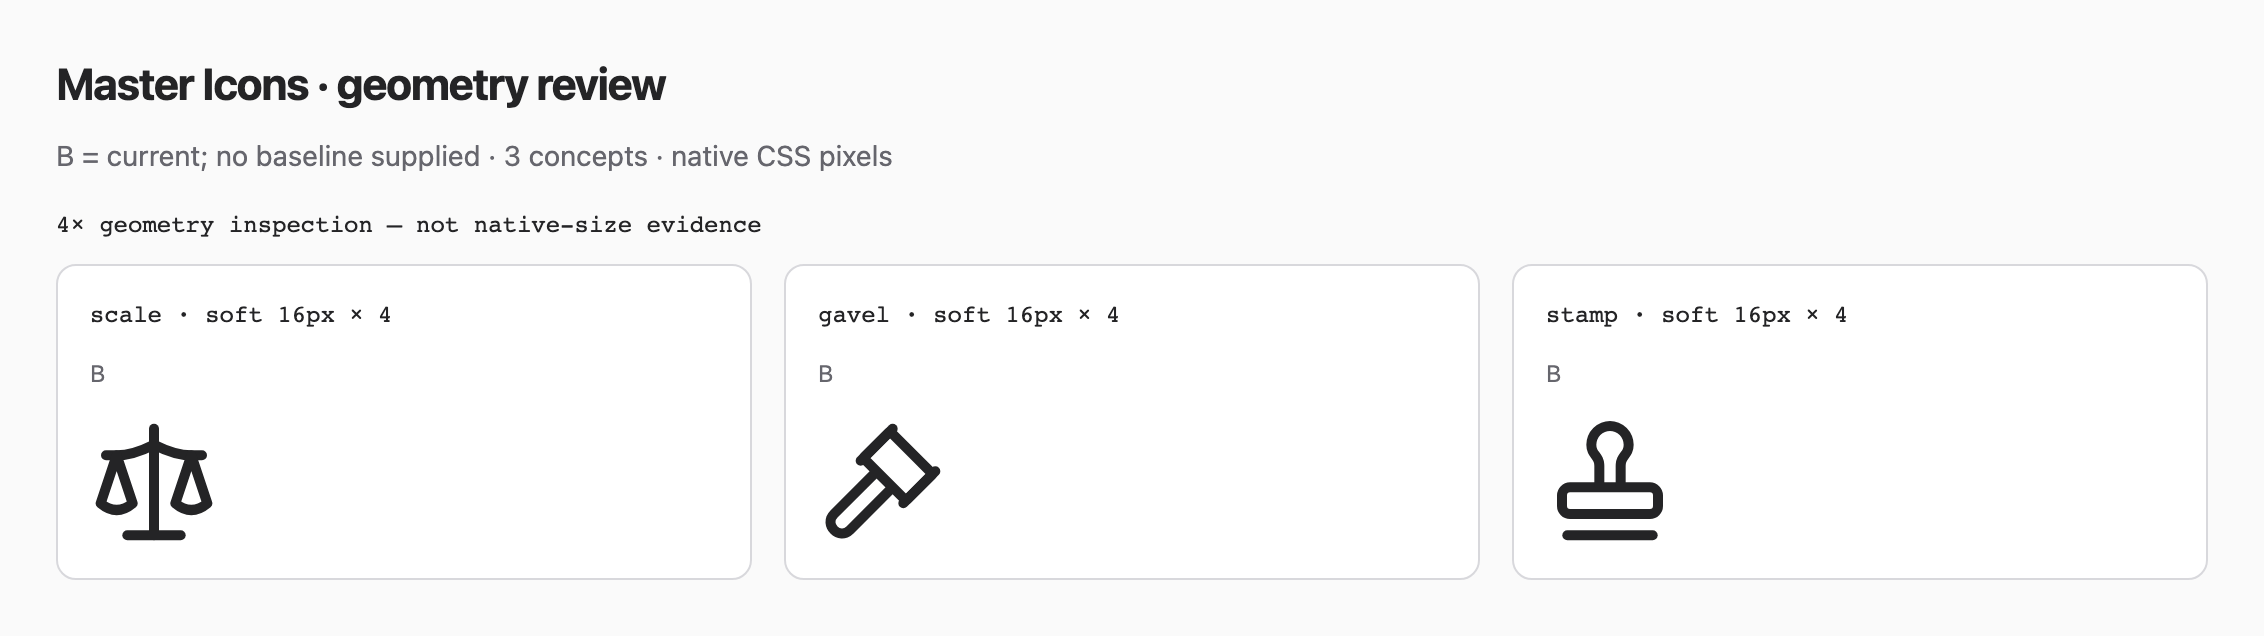 Master Icons · geometry review
B = current; no baseline supplied · 3 concepts · native CSS pixels
4× geometry inspection — not native-size evidence
scale · soft 16px × 4
B
gavel · soft 16px × 4
B
stamp · soft 16px × 4
B